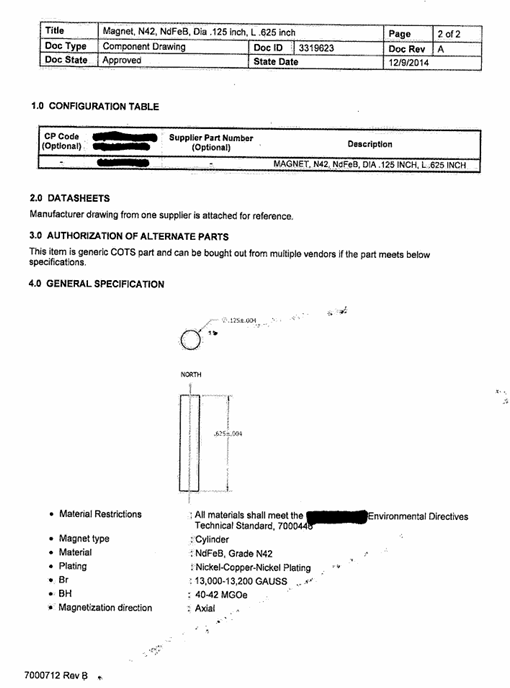 Title Magnet, N42, NdFeB, Dia .125 Inch, L .625 inch Page 2 of 2
Doc Type Component Drawing Doc ID 3319623 Doc Rev A
Doc State Approved State Date 12/9/2014
1.0 CONFIGURATION TABLE
CP Code (Optional) Supplier Part Number (Optional) Description
- - MAGNET, N42, NdFeB, DIA .125 INCH, L .625 INCH
2.0 DATASHEETS
Manufacturer drawing from one supplier is attached for reference.
3.0 AUTHORIZATION OF ALTERNATE PARTS
This item is generic COTS part and can be bought out from multiple vendors if the part meets below
specifications.
4.0 GENERAL SPECIFICATION
∅.125±.004
NORTH
.625±.004
• Material Restrictions : All materials shall meet the Environmental Directives
Technical Standard, 7000448
• Magnet type : Cylinder
• Material : NdFeB, Grade N42
• Plating : Nickel-Copper-Nickel Plating
• Br : 13,000-13,200 GAUSS
• BH : 40-42 MGOe
• Magnetization direction : Axial
7000712 Rev B